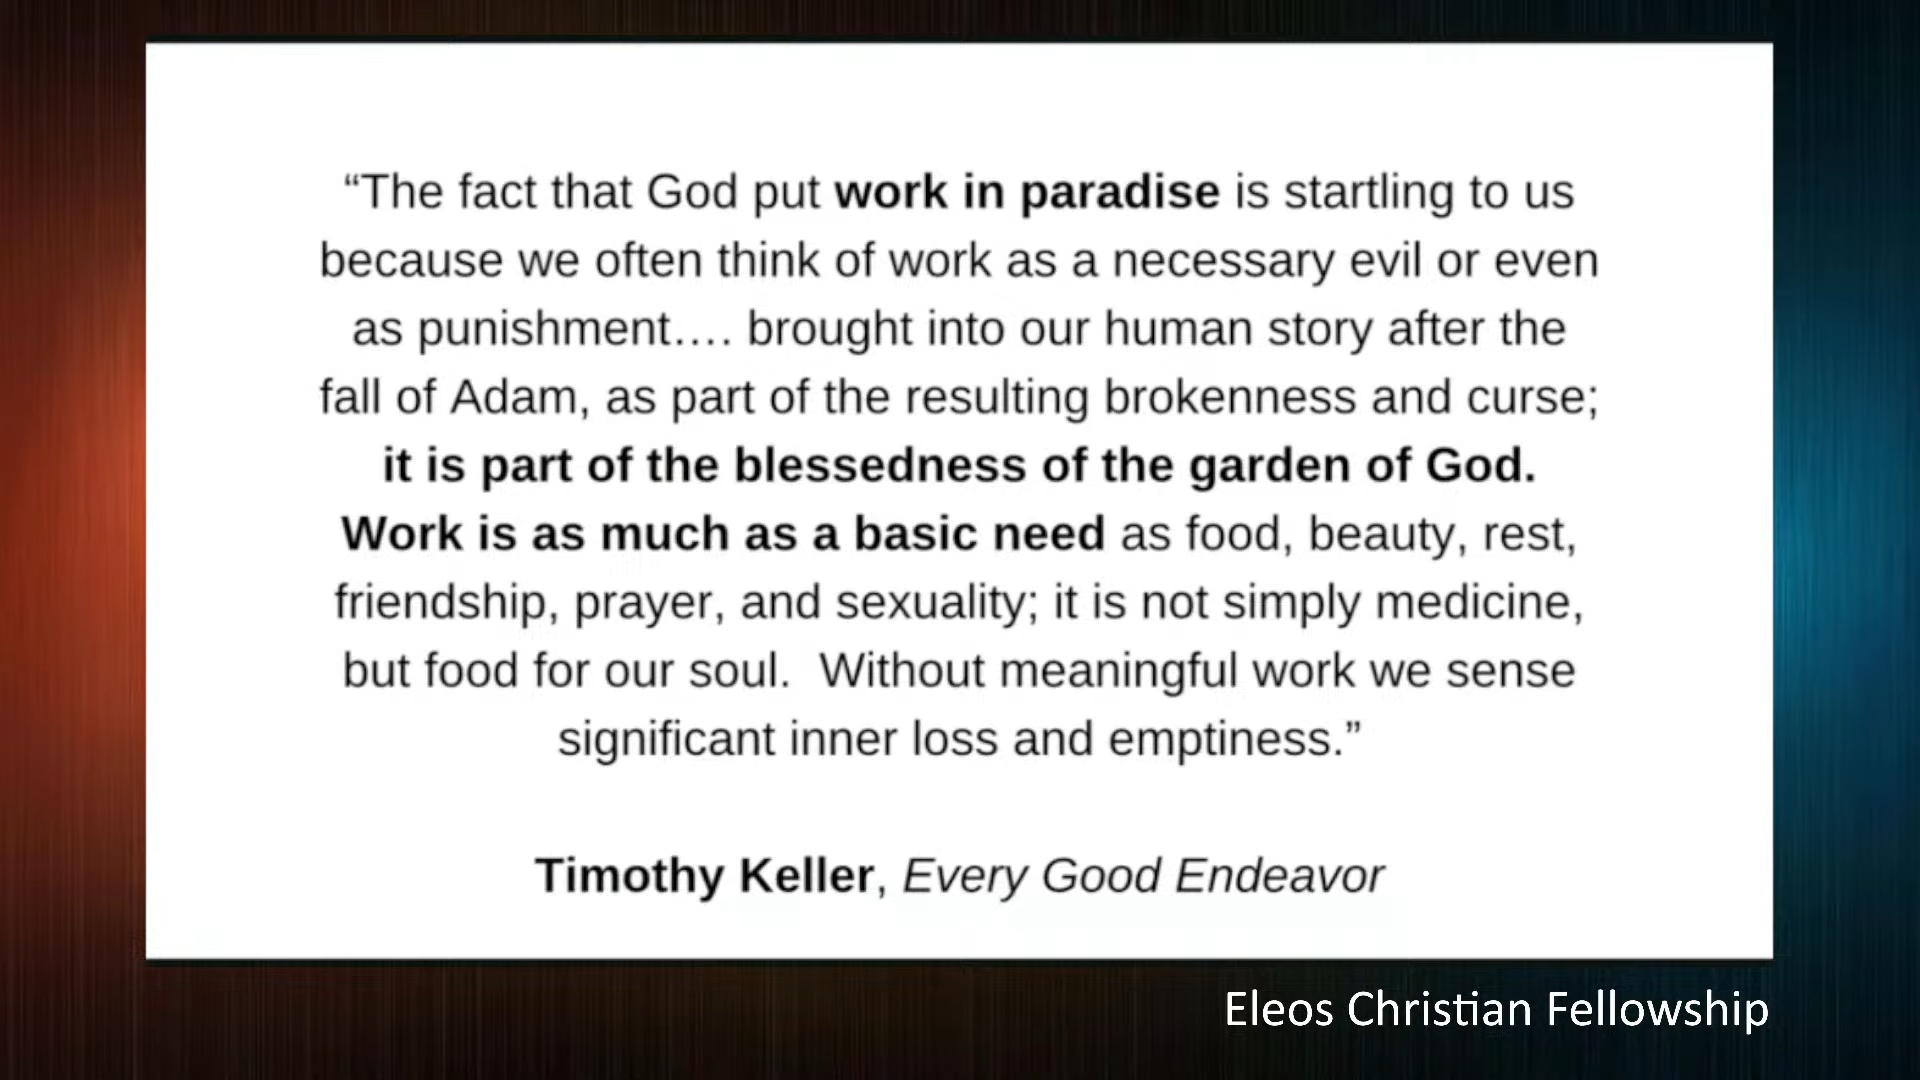 “The fact that God put work in paradise is startling to us
because we often think of work as a necessary evil or even
as punishment…. brought into our human story after the
fall of Adam, as part of the resulting brokenness and curse;
it is part of the blessedness of the garden of God.
Work is as much as a basic need as food, beauty, rest,
friendship, prayer, and sexuality; it is not simply medicine,
but food for our soul.  Without meaningful work we sense
significant inner loss and emptiness.”
Timothy Keller, Every Good Endeavor
Eleos Christian Fellowship